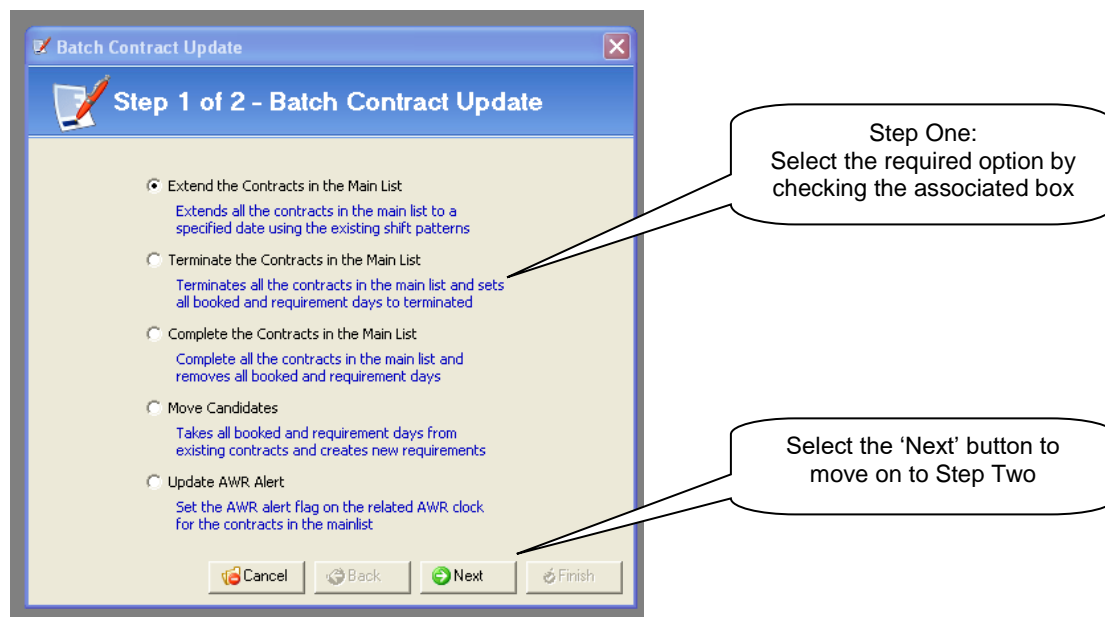 Batch Contract Update
Step 1 of 2 - Batch Contract Update
Extend the Contracts in the Main List
Extends all the contracts in the main list to a
specified date using the existing shift patterns
Terminate the Contracts in the Main List
Terminates all the contracts in the main list and sets
all booked and requirement days to terminated
Complete the Contracts in the Main List
Complete all the contracts in the main list and
removes all booked and requirement days
Move Candidates
Takes all booked and requirement days from
existing contracts and creates new requirements
Update AWR Alert
Set the AWR alert flag on the related AWR clock
for the contracts in the mainlist
Cancel Back Next Finish
Step One:
Select the required option by
checking the associated box
Select the ‘Next’ button to
move on to Step Two